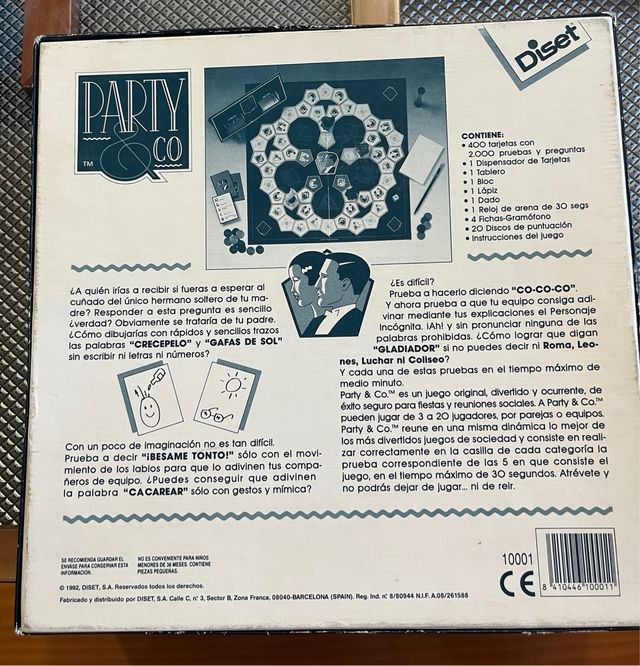 Diset
PARTY
& CO
TM
CONTIENE:
• 400 tarjetas con
2.000 pruebas y preguntas
• 1 Dispensador de Tarjetas
• 1 Tablero
• 1 Bloc
• 1 Lápiz
• 1 Dado
• 1 Reloj de arena de 30 segs
• 4 Fichas-Gramófono
• 20 Discos de puntuación
• Instrucciones del juego
¿A quién irías a recibir si fueras a esperar al
cuñado del único hermano soltero de tu ma-
dre? Responder a esta pregunta es sencillo
¿verdad? Obviamente se trataría de tu padre.
¿Cómo dibujarías con rápidos y sencillos trazos
las palabras "CRECEPELO" y "GAFAS DE SOL"
sin escribir ni letras ni números?
Con un poco de imaginación no es tan difícil.
Prueba a decir "¡BESAME TONTO!" sólo con el movi-
miento de los labios para que lo adivinen tus compa-
ñeros de equipo. ¿Puedes conseguir que adivinen
la palabra "CACAREAR" sólo con gestos y mímica?
¿Es difícil?
Prueba a hacerlo diciendo "CO-CO-CO".
Y ahora prueba a que tu equipo consiga adi-
vinar mediante tus explicaciones el Personaje
Incógnita. ¡Ah! y sin pronunciar ninguna de las
palabras prohibidas. ¿Cómo lograr que digan
"GLADIADOR" si no puedes decir ni Roma, Leo-
nes, Luchar ni Coliseo?
Y cada una de estas pruebas en el tiempo máximo de
medio minuto.
Party & Co.™ es un juego original, divertido y ocurrente, de
éxito seguro para fiestas y reuniones sociales. A Party & Co.™
pueden jugar de 3 a 20 jugadores, por parejas o equipos.
Party & Co.™ reune en una misma dinámica lo mejor de
los más divertidos juegos de sociedad y consiste en reali-
zar correctamente en la casilla de cada categoría la
prueba correspondiente de las 5 en que consiste el
juego, en el tiempo máximo de 30 segundos. Atrévete y
no podrás dejar de jugar... ni de reir.
SE RECOMIENDA GUARDAR EL
ENVASE PARA CONSERVAR ESTA
INFORMACIÓN.
NO ES CONVENIENTE PARA NIÑOS
MENORES DE 36 MESES. CONTIENE
PIEZAS PEQUEÑAS.
© 1992, DISET, S.A. Reservados todos los derechos.
Fabricado y distribuido por DISET, S.A. Calle C, n.º 3, Sector B, Zona Franca, 08040-BARCELONA (SPAIN). Reg. Ind. n.º 8/80944 N.I.F. A.08/261588
10001
CE
8 410446 100011